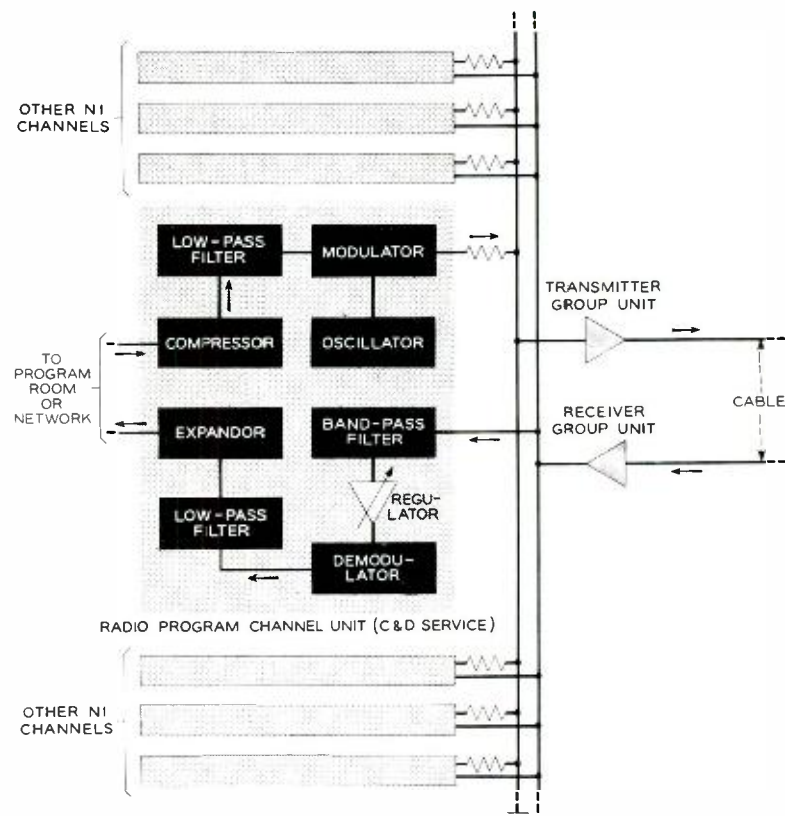 OTHER N1
CHANNELS
LOW-PASS
FILTER
MODULATOR
COMPRESSOR
OSCILLATOR
TO
PROGRAM
ROOM
OR
NETWORK
EXPANDOR
BAND-PASS
FILTER
REGU-
LATOR
LOW-PASS
FILTER
DEMODU-
LATOR
TRANSMITTER
GROUP UNIT
RECEIVER
GROUP UNIT
CABLE
RADIO PROGRAM CHANNEL UNIT (C&D SERVICE)
OTHER N1
CHANNELS